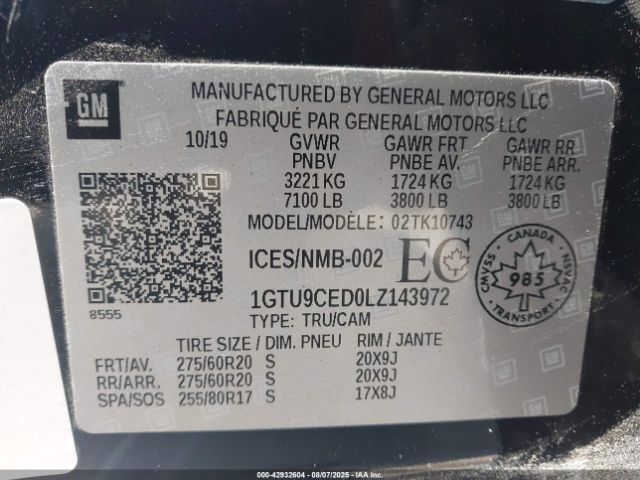 GM
MANUFACTURED BY GENERAL MOTORS LLC
FABRIQUÉ PAR GENERAL MOTORS LLC
10/19 GVWR GAWR FRT GAWR RR
PNBV PNBE AV. PNBE ARR.
3221 KG 1724 KG 1724 KG
7100 LB 3800 LB 3800 LB
MODEL/MODÈLE: 02TK10743
ICES/NMB-002 EC
CANADA
CMVSS 985 NSVAC
TRANSPORT
1GTU9CED0LZ143972
8555
TYPE: TRU/CAM
TIRE SIZE / DIM. PNEU RIM / JANTE
FRT/AV. 275/60R20 S 20X9J
RR/ARR. 275/60R20 S 20X9J
SPA/SOS 255/80R17 S 17X8J
00-42932604 - 08/07/2025 - IAAI.COM